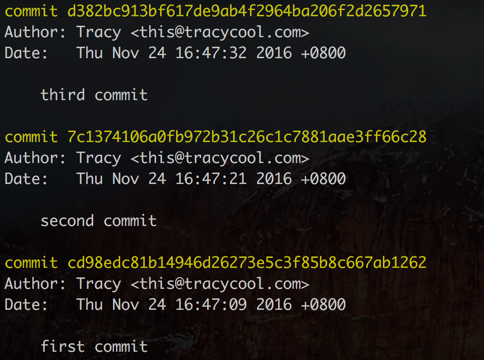 commit d382bc913bf617de9ab4f2964ba206f2d2657971
Author: Tracy <this@tracycool.com>
Date:   Thu Nov 24 16:47:32 2016 +0800
third commit
commit 7c1374106a0fb972b31c26c1c7881aae3ff66c28
Author: Tracy <this@tracycool.com>
Date:   Thu Nov 24 16:47:21 2016 +0800
second commit
commit cd98edc81b14946d26273e5c3f85b8c667ab1262
Author: Tracy <this@tracycool.com>
Date:   Thu Nov 24 16:47:09 2016 +0800
first commit